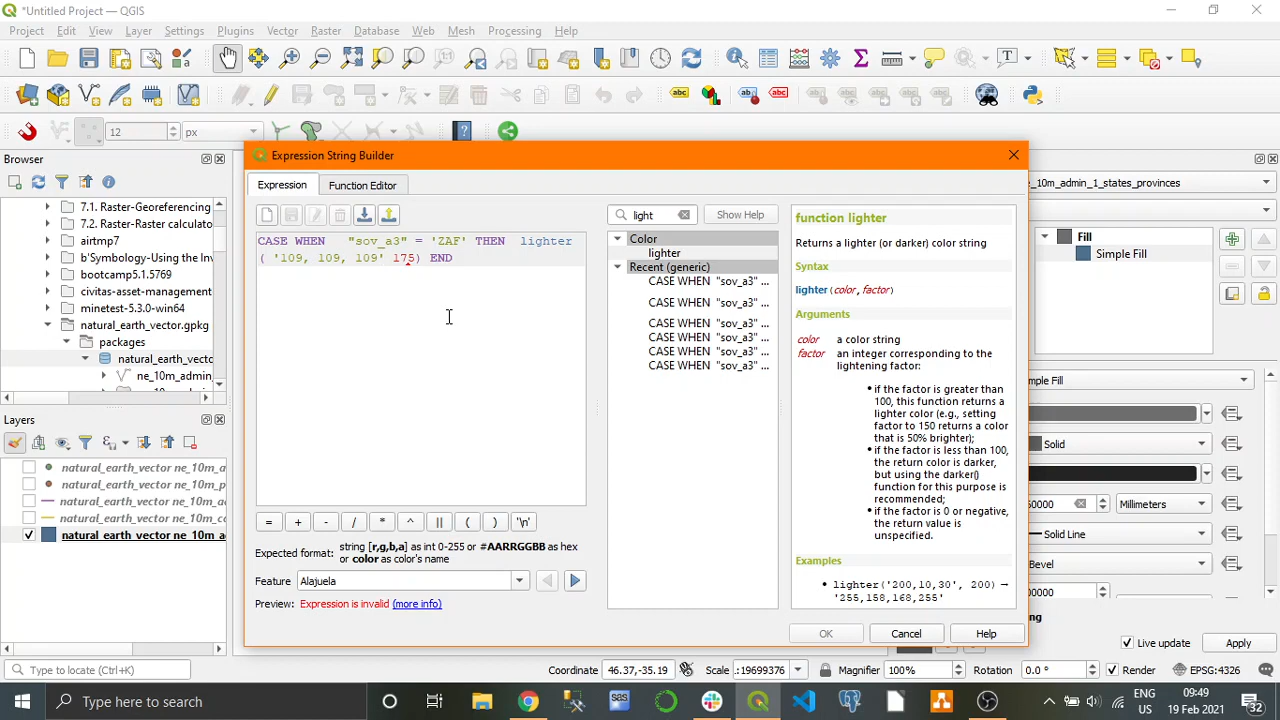 *Untitled Project — QGIS
Project Edit View Layer Settings Plugins Vector Raster Database Web Mesh Processing Help
12 px
Browser
7.1. Raster-Georeferencing
7.2. Raster calculato
airtmp7
b'Symbology-Using the Inv
bootcamp5.1.5769
civitas-asset-management
minetest-5.3.0-win64
natural_earth_vector.gpkg
packages
natural_earth_vecto
ne_10m_admin_
Layers
natural_earth_vector ne_10m_a
natural_earth_vector ne_10m_p
natural_earth_vector ne_10m_ac
natural_earth_vector ne_10m_co
natural_earth_vector ne_10m_a
Expression String Builder
Expression Function Editor
CASE WHEN "sov_a3" = 'ZAF' THEN lighter
( '109, 109, 109' 175) END
= + - / * ^ || ( ) '\n'
Expected format: string [r,g,b,a] as int 0-255 or #AARRGGBB as hex
or color as color's name
Feature Alajuela
Preview: Expression is invalid (more info)
light Show Help
Color
lighter
Recent (generic)
CASE WHEN "sov_a3" ...
CASE WHEN "sov_a3" ...
CASE WHEN "sov_a3" ...
CASE WHEN "sov_a3" ...
CASE WHEN "sov_a3" ...
CASE WHEN "sov_a3" ...
function lighter
Returns a lighter (or darker) color string
Syntax
lighter(color,factor)
Arguments
color a color string
factor an integer corresponding to the
lightening factor:
• if the factor is greater than
100, this function returns a
lighter color (e.g., setting
factor to 150 returns a color
that is 50% brighter);
• if the factor is less than 100,
the return color is darker,
but using the darker()
function for this purpose is
recommended;
• if the factor is 0 or negative,
the return value is
unspecified.
Examples
• lighter('200,10,30', 200) →
'255,158,168,255'
OK Cancel Help
e_10m_admin_1_states_provinces
Fill
Simple Fill
mple Fill
Solid
Millimeters
Solid Line
Bevel
Live update Apply
Type to locate (Ctrl+K) Coordinate 46.37,-35.19 Scale :19699376 Magnifier 100% Rotation 0.0 ° Render EPSG:4326
Type here to search
ENG
09:49
19 Feb 2021
32